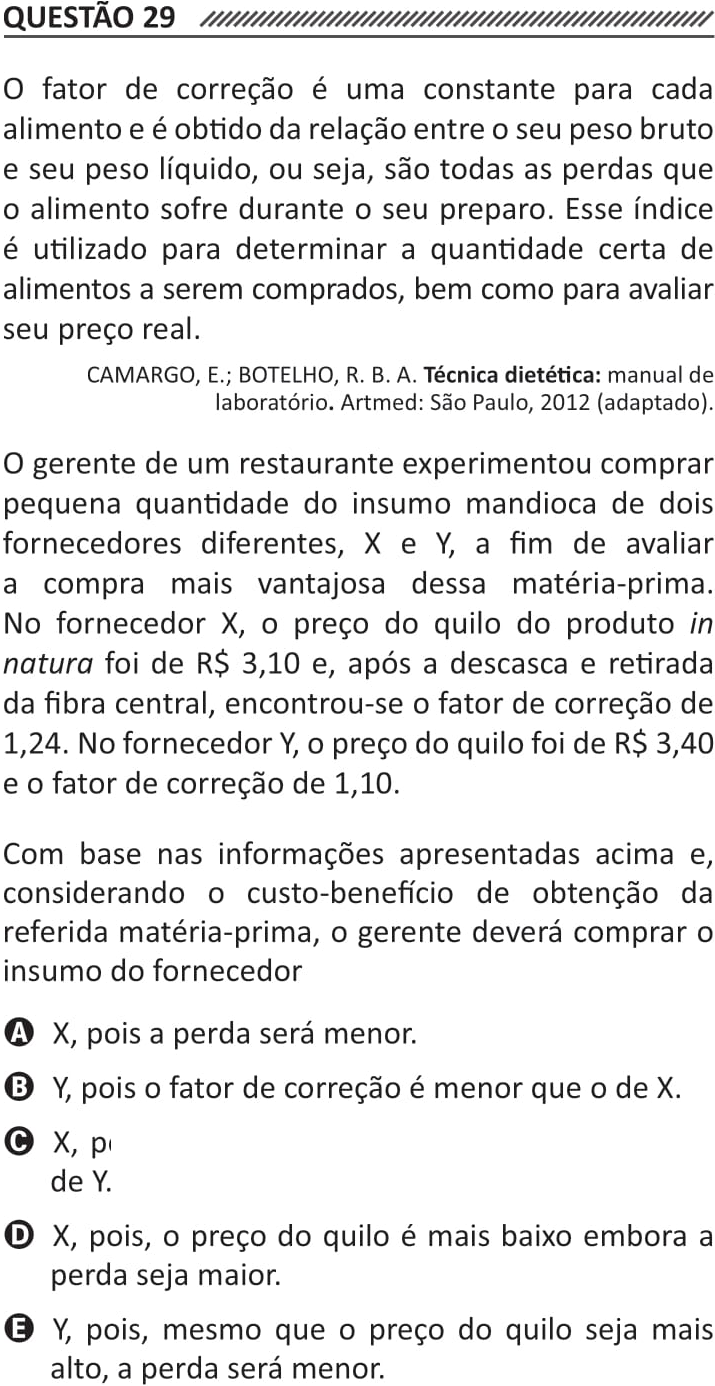 QUESTÃO 29
O fator de correção é uma constante para cada
alimento e é obtido da relação entre o seu peso bruto
e seu peso líquido, ou seja, são todas as perdas que
o alimento sofre durante o seu preparo. Esse índice
é utilizado para determinar a quantidade certa de
alimentos a serem comprados, bem como para avaliar
seu preço real.
CAMARGO, E.; BOTELHO, R. B. A. Técnica dietética: manual de
laboratório. Artmed: São Paulo, 2012 (adaptado).
O gerente de um restaurante experimentou comprar
pequena quantidade do insumo mandioca de dois
fornecedores diferentes, X e Y, a fim de avaliar
a compra mais vantajosa dessa matéria-prima.
No fornecedor X, o preço do quilo do produto in
natura foi de R$ 3,10 e, após a descasca e retirada
da fibra central, encontrou-se o fator de correção de
1,24. No fornecedor Y, o preço do quilo foi de R$ 3,40
e o fator de correção de 1,10.
Com base nas informações apresentadas acima e,
considerando o custo-benefício de obtenção da
referida matéria-prima, o gerente deverá comprar o
insumo do fornecedor
A X, pois a perda será menor.
B Y, pois o fator de correção é menor que o de X.
C X,
de Y.
D X, pois, o preço do quilo é mais baixo embora a
perda seja maior.
E Y, pois, mesmo que o preço do quilo seja mais
alto, a perda será menor.